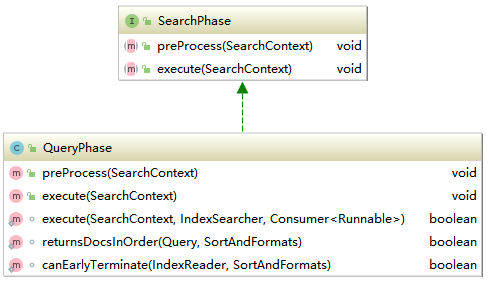 I SearchPhase
m preProcess(SearchContext) void
m execute(SearchContext) void
C QueryPhase
m preProcess(SearchContext) void
m execute(SearchContext) void
m execute(SearchContext, IndexSearcher, Consumer<Runnable>) boolean
m returnsDocsInOrder(Query, SortAndFormats) boolean
m canEarlyTerminate(IndexReader, SortAndFormats) boolean